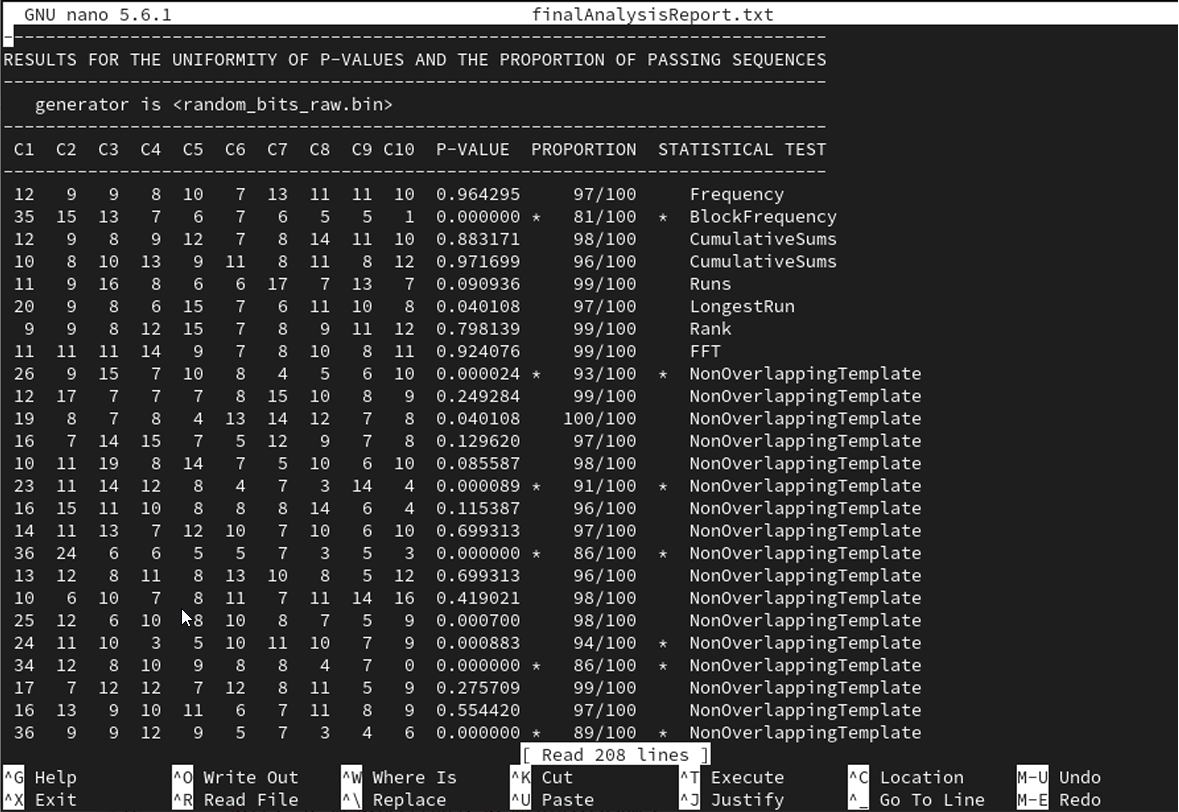 GNU nano 5.6.1                                  finalAnalysisReport.txt
------------------------------------------------------------------------------
RESULTS FOR THE UNIFORMITY OF P-VALUES AND THE PROPORTION OF PASSING SEQUENCES
------------------------------------------------------------------------------
   generator is <random_bits_raw.bin>
------------------------------------------------------------------------------
 C1  C2  C3  C4  C5  C6  C7  C8  C9 C10  P-VALUE  PROPORTION  STATISTICAL TEST
------------------------------------------------------------------------------
 12   9   9   8  10   7  13  11  11  10  0.964295     97/100     Frequency
 35  15  13   7   6   7   6   5   5   1  0.000000 *   81/100  *  BlockFrequency
 12   9   8   9  12   7   8  14  11  10  0.883171     98/100     CumulativeSums
 10   8  10  13   9  11   8  11   8  12  0.971699     96/100     CumulativeSums
 11   9  16   8   6   6  17   7  13   7  0.090936     99/100     Runs
 20   9   8   6  15   7   6  11  10   8  0.040108     97/100     LongestRun
  9   9   8  12  15   7   8   9  11  12  0.798139     99/100     Rank
 11  11  11  14   9   7   8  10   8  11  0.924076     99/100     FFT
 26   9  15   7  10   8   4   5   6  10  0.000024 *   93/100  *  NonOverlappingTemplate
 12  17   7   7   7   8  15  10   8   9  0.249284     99/100     NonOverlappingTemplate
 19   8   7   8   4  13  14  12   7   8  0.040108    100/100     NonOverlappingTemplate
 16   7  14  15   7   5  12   9   7   8  0.129620     97/100     NonOverlappingTemplate
 10  11  19   8  14   7   5  10   6  10  0.085587     98/100     NonOverlappingTemplate
 23  11  14  12   8   4   7   3  14   4  0.000089 *   91/100  *  NonOverlappingTemplate
 16  15  11  10   8   8   8  14   6   4  0.115387     96/100     NonOverlappingTemplate
 14  11  13   7  12  10   7  10   6  10  0.699313     97/100     NonOverlappingTemplate
 36  24   6   6   5   5   7   3   5   3  0.000000 *   86/100  *  NonOverlappingTemplate
 13  12   8  11   8  13  10   8   5  12  0.699313     96/100     NonOverlappingTemplate
 10   6  10   7   8  11   7  11  14  16  0.419021     98/100     NonOverlappingTemplate
 25  12   6  10   8  10   8   7   5   9  0.000700     98/100     NonOverlappingTemplate
 24  11  10   3   5  10  11  10   7   9  0.000883     94/100  *  NonOverlappingTemplate
 34  12   8  10   9   8   8   4   7   0  0.000000 *   86/100  *  NonOverlappingTemplate
 17   7  12  12   7  12   8  11   5   9  0.275709     99/100     NonOverlappingTemplate
 16  13   9  10  11   6   7  11   8   9  0.554420     97/100     NonOverlappingTemplate
 36   9   9  12   9   5   7   3   4   6  0.000000 *   89/100  *  NonOverlappingTemplate
[ Read 208 lines ]
^G Help        ^O Write Out   ^W Where Is    ^K Cut         ^T Execute     ^C Location    M-U Undo
^X Exit        ^R Read File   ^\ Replace     ^U Paste       ^J Justify     ^_ Go To Line  M-E Redo